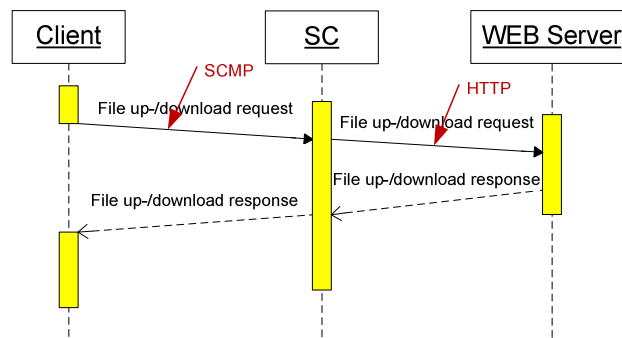 Client
SC
WEB Server
SCMP
HTTP
File up-/download request
File up-/download request
File up-/download response
File up-/download response